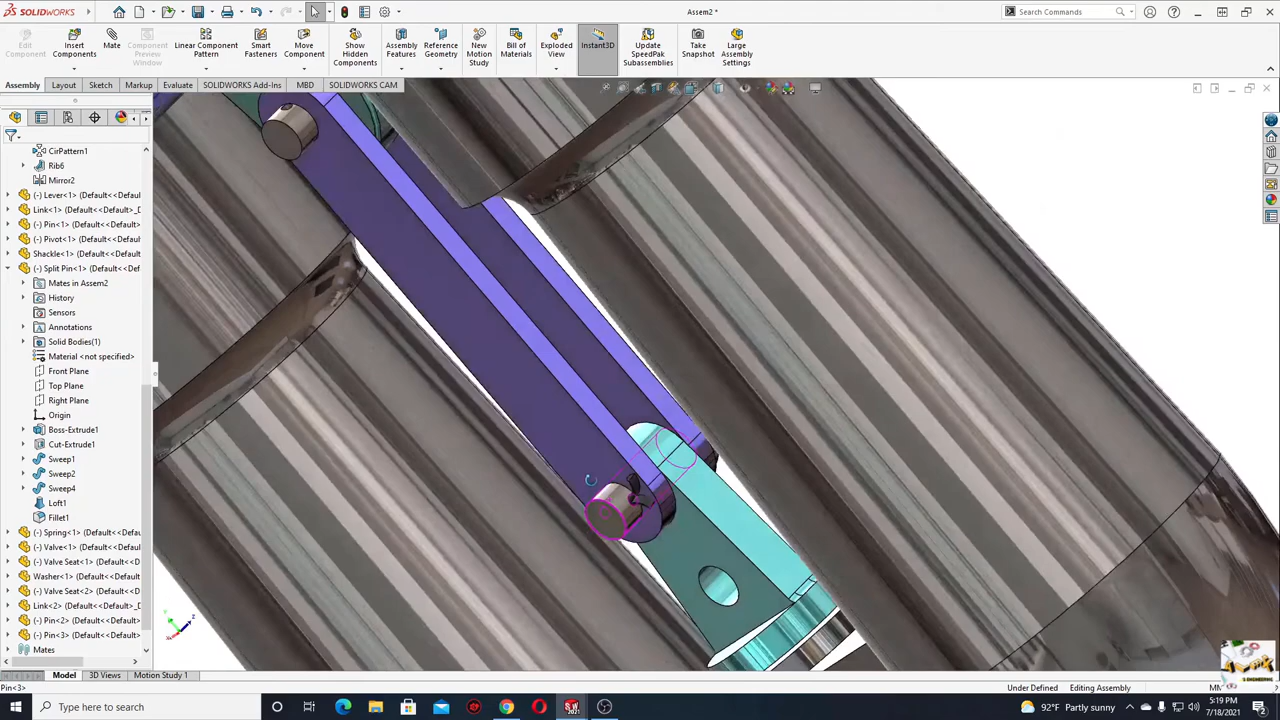 SOLIDWORKS
Assem2 *
Search Commands
Edit Component
Insert Components
Mate
Component Preview Window
Linear Component Pattern
Smart Fasteners
Move Component
Show Hidden Components
Assembly Features
Reference Geometry
New Motion Study
Bill of Materials
Exploded View
Instant3D
Update SpeedPak Subassemblies
Take Snapshot
Large Assembly Settings
Assembly Layout Sketch Markup Evaluate SOLIDWORKS Add-Ins MBD SOLIDWORKS CAM
CirPattern1
Rib6
Mirror2
(-) Lever<1> (Default<<Default>
Link<1> (Default<<Default>_D
(-) Pin<1> (Default<<Default>_
(-) Pivot<1> (Default<<Default>
Shackle<1> (Default<<Default>
(-) Split Pin<1> (Default<<Def
Mates in Assem2
History
Sensors
Annotations
Solid Bodies(1)
Material <not specified>
Front Plane
Top Plane
Right Plane
Origin
Boss-Extrude1
Cut-Extrude1
Sweep1
Sweep2
Sweep4
Loft1
Fillet1
(-) Spring<1> (Default<<Defau
(-) Valve<1> (Default<<Default
(-) Valve Seat<1> (Default<<D
Washer<1> (Default<<Default
(-) Valve Seat<2> (Default<<D
Link<2> (Default<<Default>_D
(-) Pin<2> (Default<<Default>_
(-) Pin<3> (Default<<Default>_
Mates
Model 3D Views Motion Study 1
Pin<3>
Under Defined Editing Assembly
Type here to search
92°F Partly sunny
5:19 PM
7/18/2021